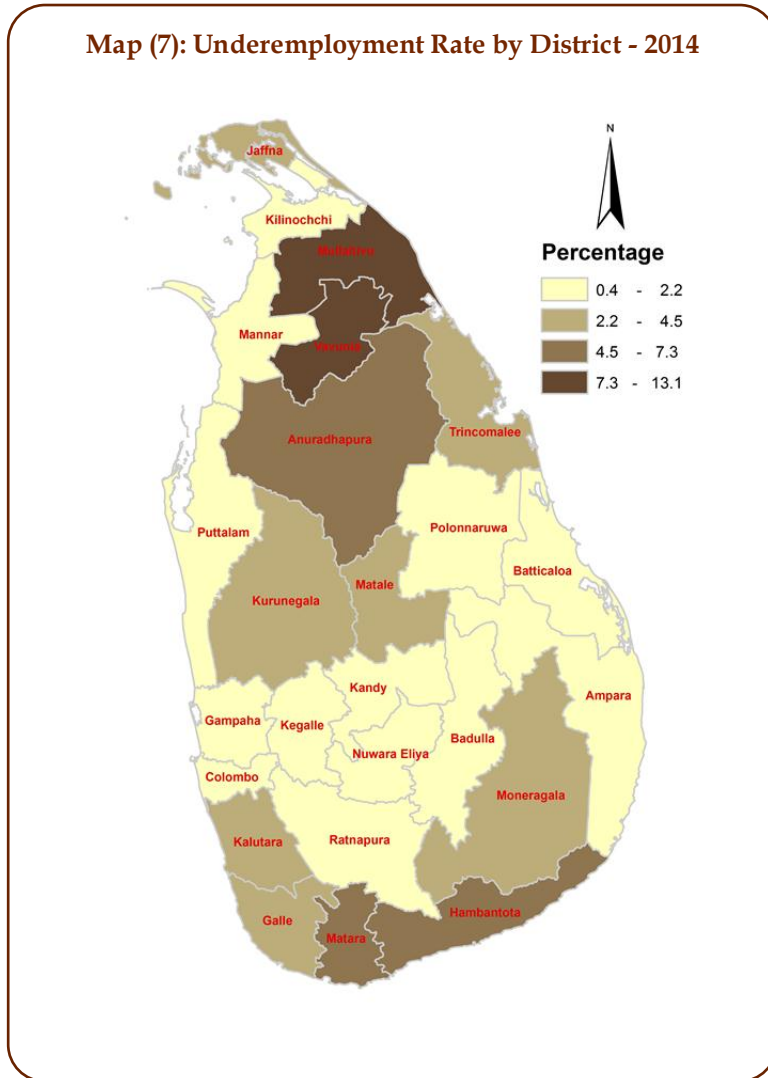 Map (7): Underemployment Rate by District - 2014
N
Jaffna
Kilinochchi
Mullaitivu
Percentage
0.4 - 2.2
2.2 - 4.5
4.5 - 7.3
7.3 - 13.1
Mannar
Vavunia
Anuradhapura
Trincomalee
Puttalam
Polonnaruwa
Batticaloa
Matale
Kurunegala
Kandy
Ampara
Gampaha
Kegalle
Nuwara Eliya
Badulla
Colombo
Moneragala
Kalutara
Ratnapura
Galle
Hambantota
Matara